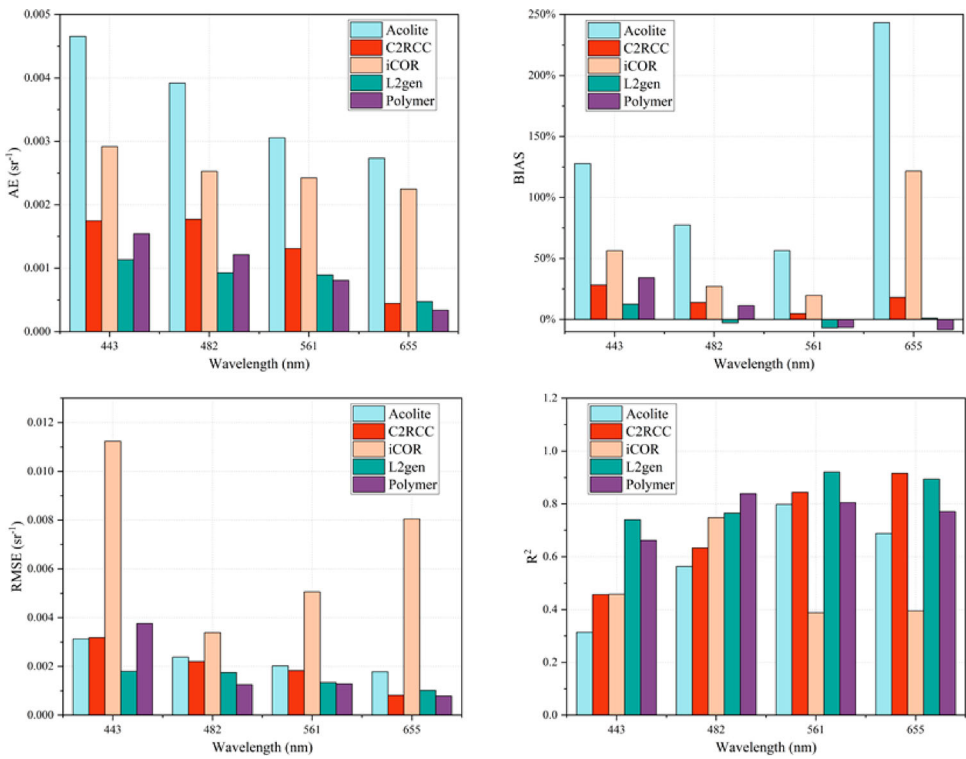 0.005
0.004
0.003
0.002
0.001
0.000
AE (sr-1)
Acolite
C2RCC
iCOR
L2gen
Polymer
443 482 561 655
Wavelength (nm)
250%
200%
150%
100%
50%
0%
BIAS
Acolite
C2RCC
iCOR
L2gen
Polymer
443 482 561 655
Wavelength (nm)
0.012
0.010
0.008
0.006
0.004
0.002
0.000
RMSE (sr-1)
Acolite
C2RCC
iCOR
L2gen
Polymer
443 482 561 655
Wavelength (nm)
1.2
1.0
0.8
0.6
0.4
0.2
0.0
R2
Acolite
C2RCC
iCOR
L2gen
Polymer
443 482 561 655
Wavelength (nm)